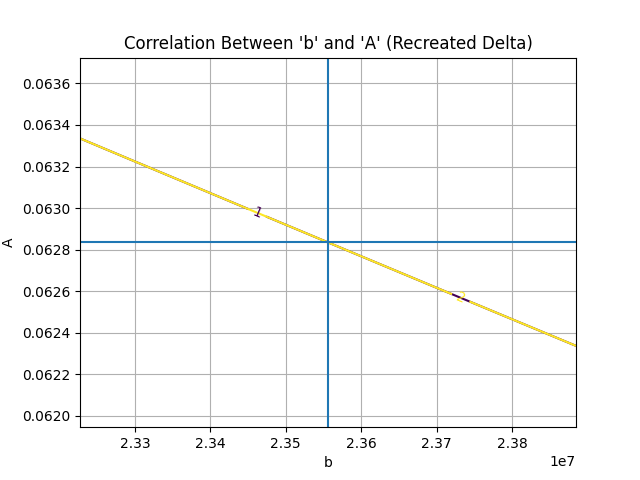 Correlation Between 'b' and 'A' (Recreated Delta)
0.0636
0.0634
0.0632
0.0630
0.0628
0.0626
0.0624
0.0622
0.0620
A
1
2
2.33 2.34 2.35 2.36 2.37 2.38
1e7
b